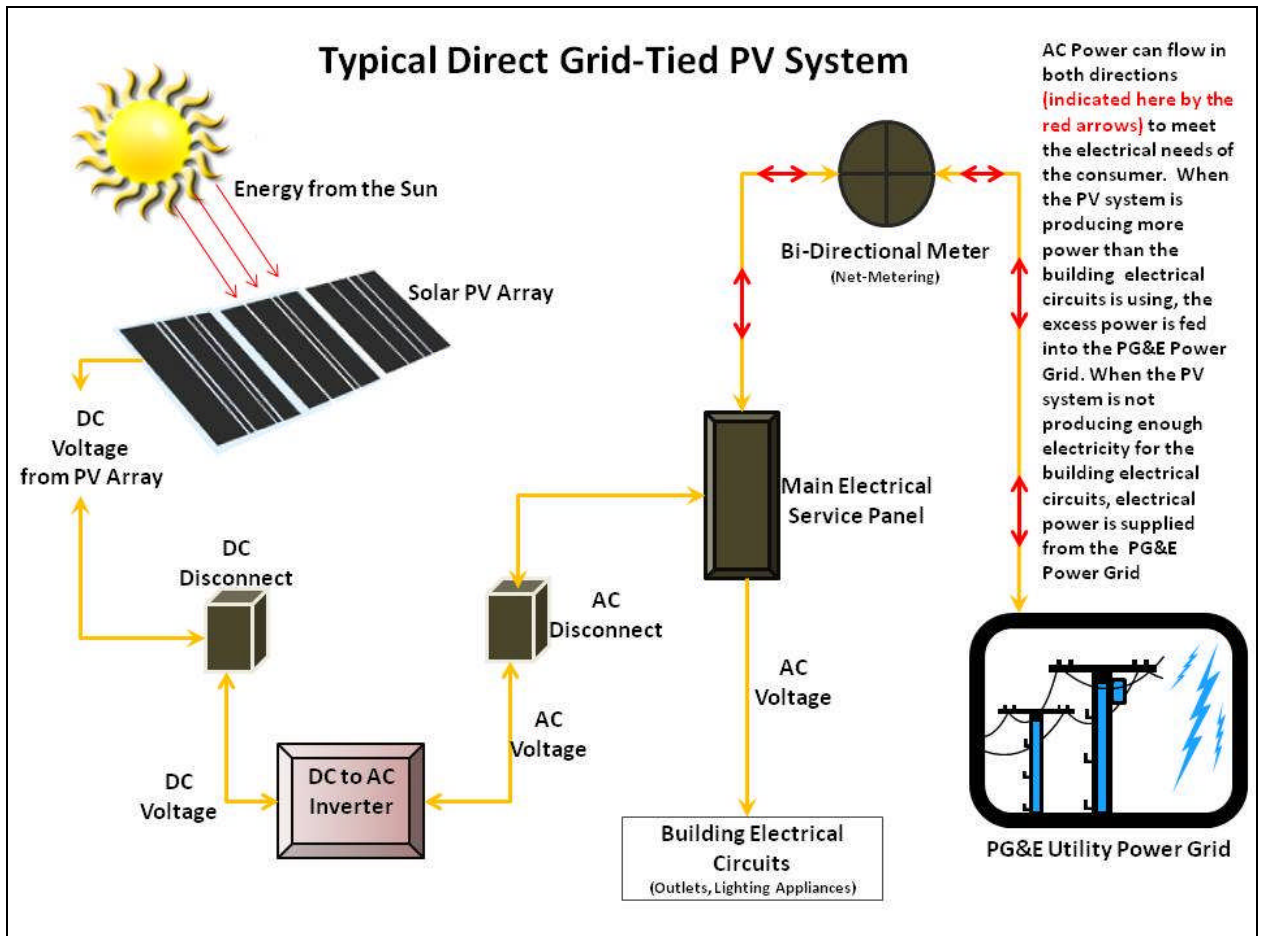 Typical Direct Grid-Tied PV System
Energy from the Sun
Solar PV Array
DC
Voltage
from PV Array
DC
Disconnect
DC
Voltage
DC to AC
Inverter
AC
Voltage
AC
Disconnect
Main Electrical
Service Panel
Bi-Directional Meter
(Net-Metering)
AC
Voltage
Building Electrical
Circuits
(Outlets, Lighting Appliances)
AC Power can flow in
both directions
(indicated here by the
red arrows) to meet
the electrical needs of
the consumer. When
the PV system is
producing more
power than the
building electrical
circuits is using, the
excess power is fed
into the PG&E Power
Grid. When the PV
system is not
producing enough
electricity for the
building electrical
circuits, electrical
power is supplied
from the PG&E
Power Grid
PG&E Utility Power Grid